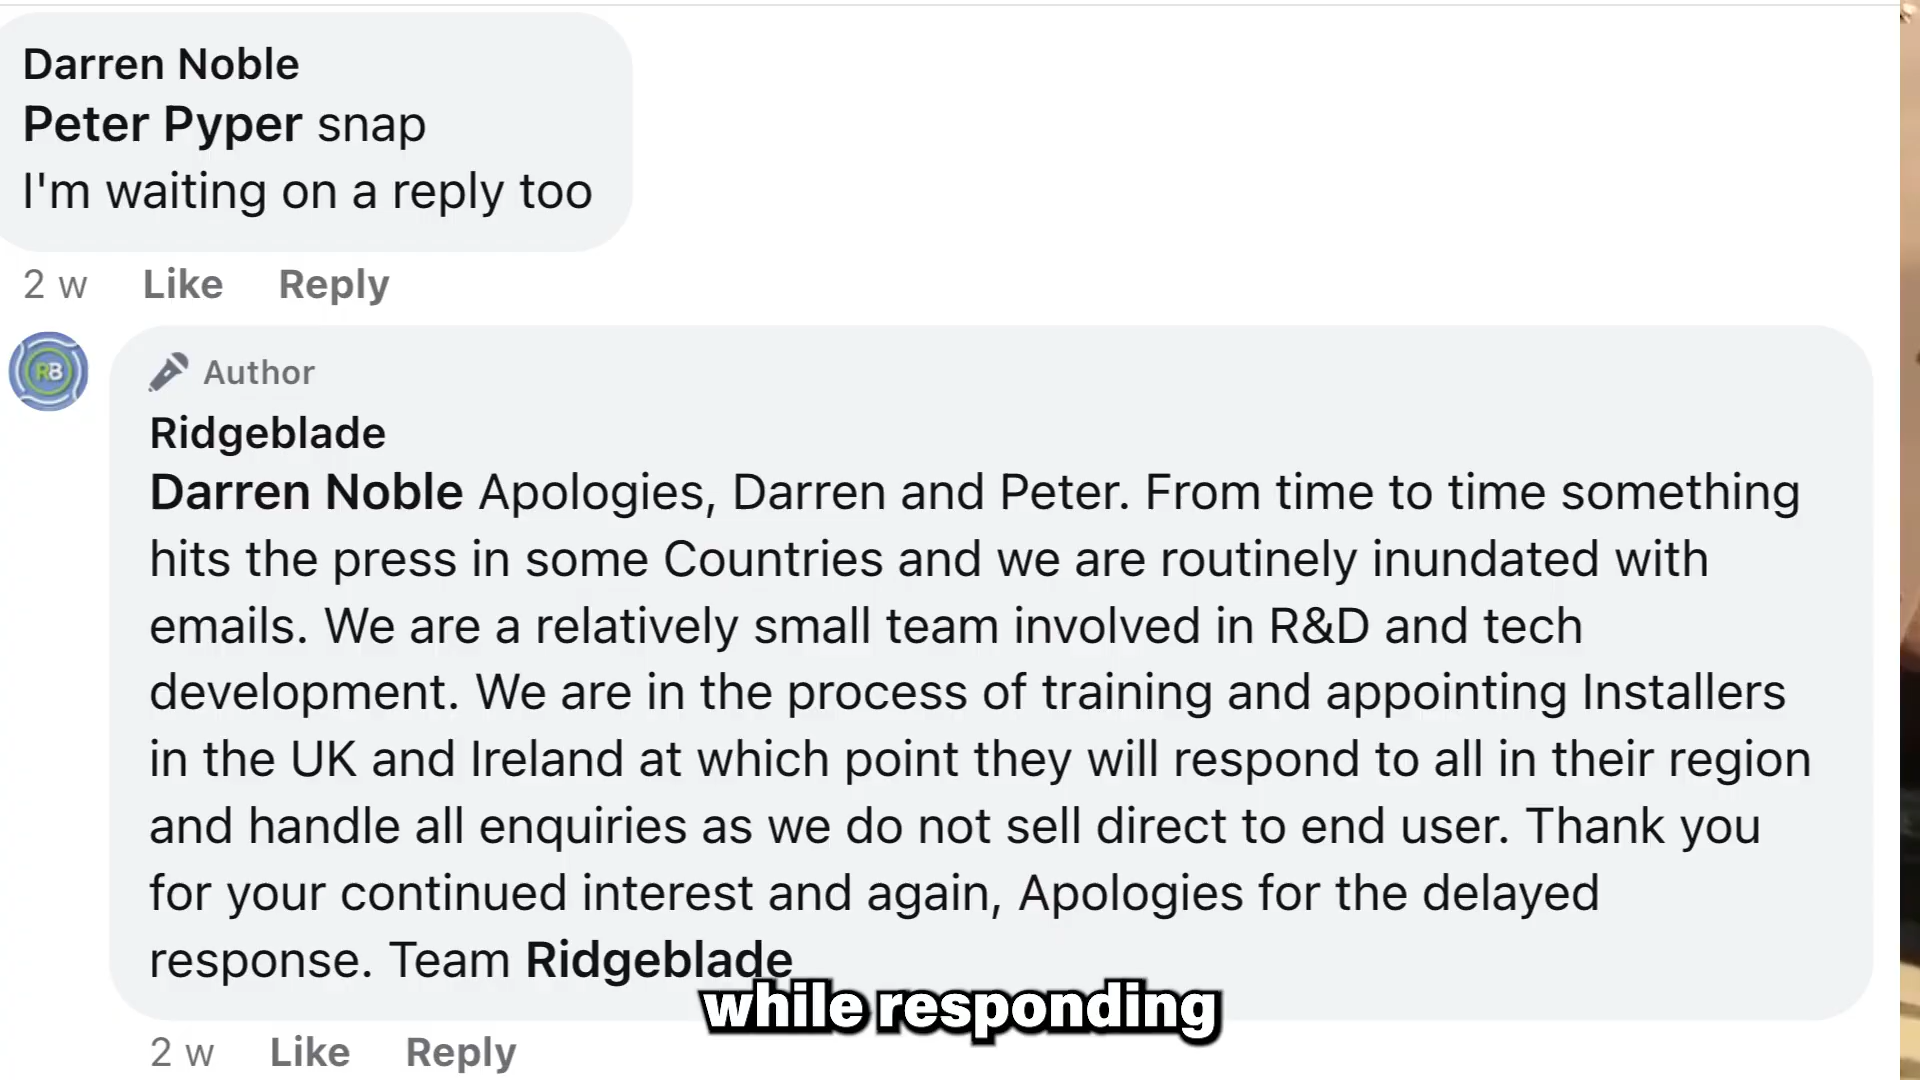 Darren Noble
Peter Pyper snap
I'm waiting on a reply too
2 w Like Reply
RB
Author
Ridgeblade
Darren Noble Apologies, Darren and Peter. From time to time something
hits the press in some Countries and we are routinely inundated with
emails. We are a relatively small team involved in R&D and tech
development. We are in the process of training and appointing Installers
in the UK and Ireland at which point they will respond to all in their region
and handle all enquiries as we do not sell direct to end user. Thank you
for your continued interest and again, Apologies for the delayed
response. Team Ridgeblade
while responding
2 w Like Reply